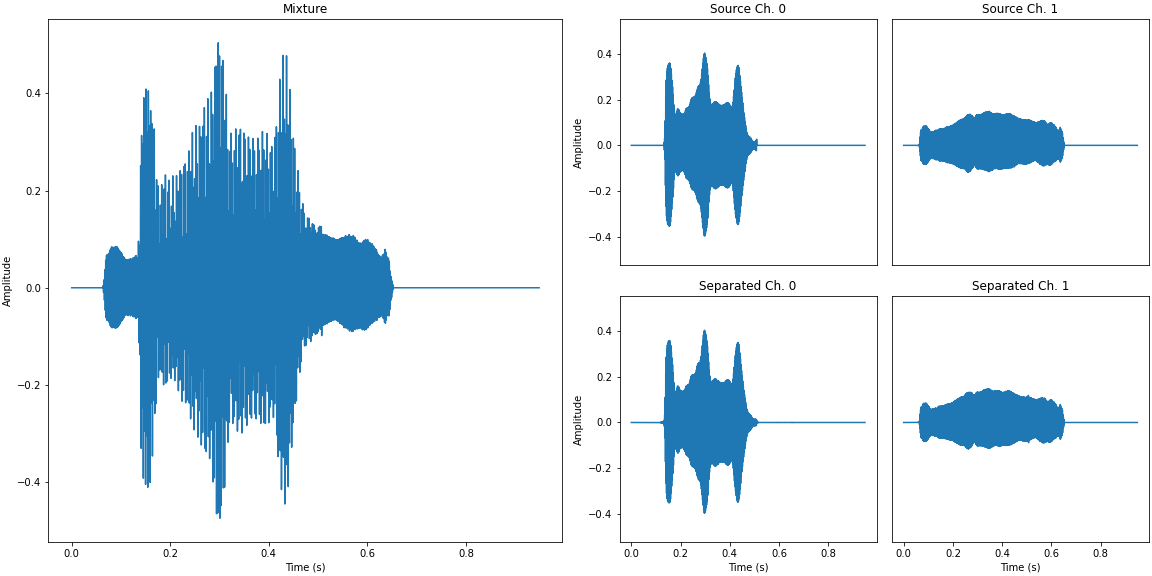 Mixture
Amplitude
0.4
0.2
0.0
−0.2
−0.4
0.0 0.2 0.4 0.6 0.8
Time (s)
Source Ch. 0
Amplitude
0.4
0.2
0.0
−0.2
−0.4
Source Ch. 1
Separated Ch. 0
Amplitude
0.4
0.2
0.0
−0.2
−0.4
0.0 0.2 0.4 0.6 0.8
Time (s)
Separated Ch. 1
0.0 0.2 0.4 0.6 0.8
Time (s)